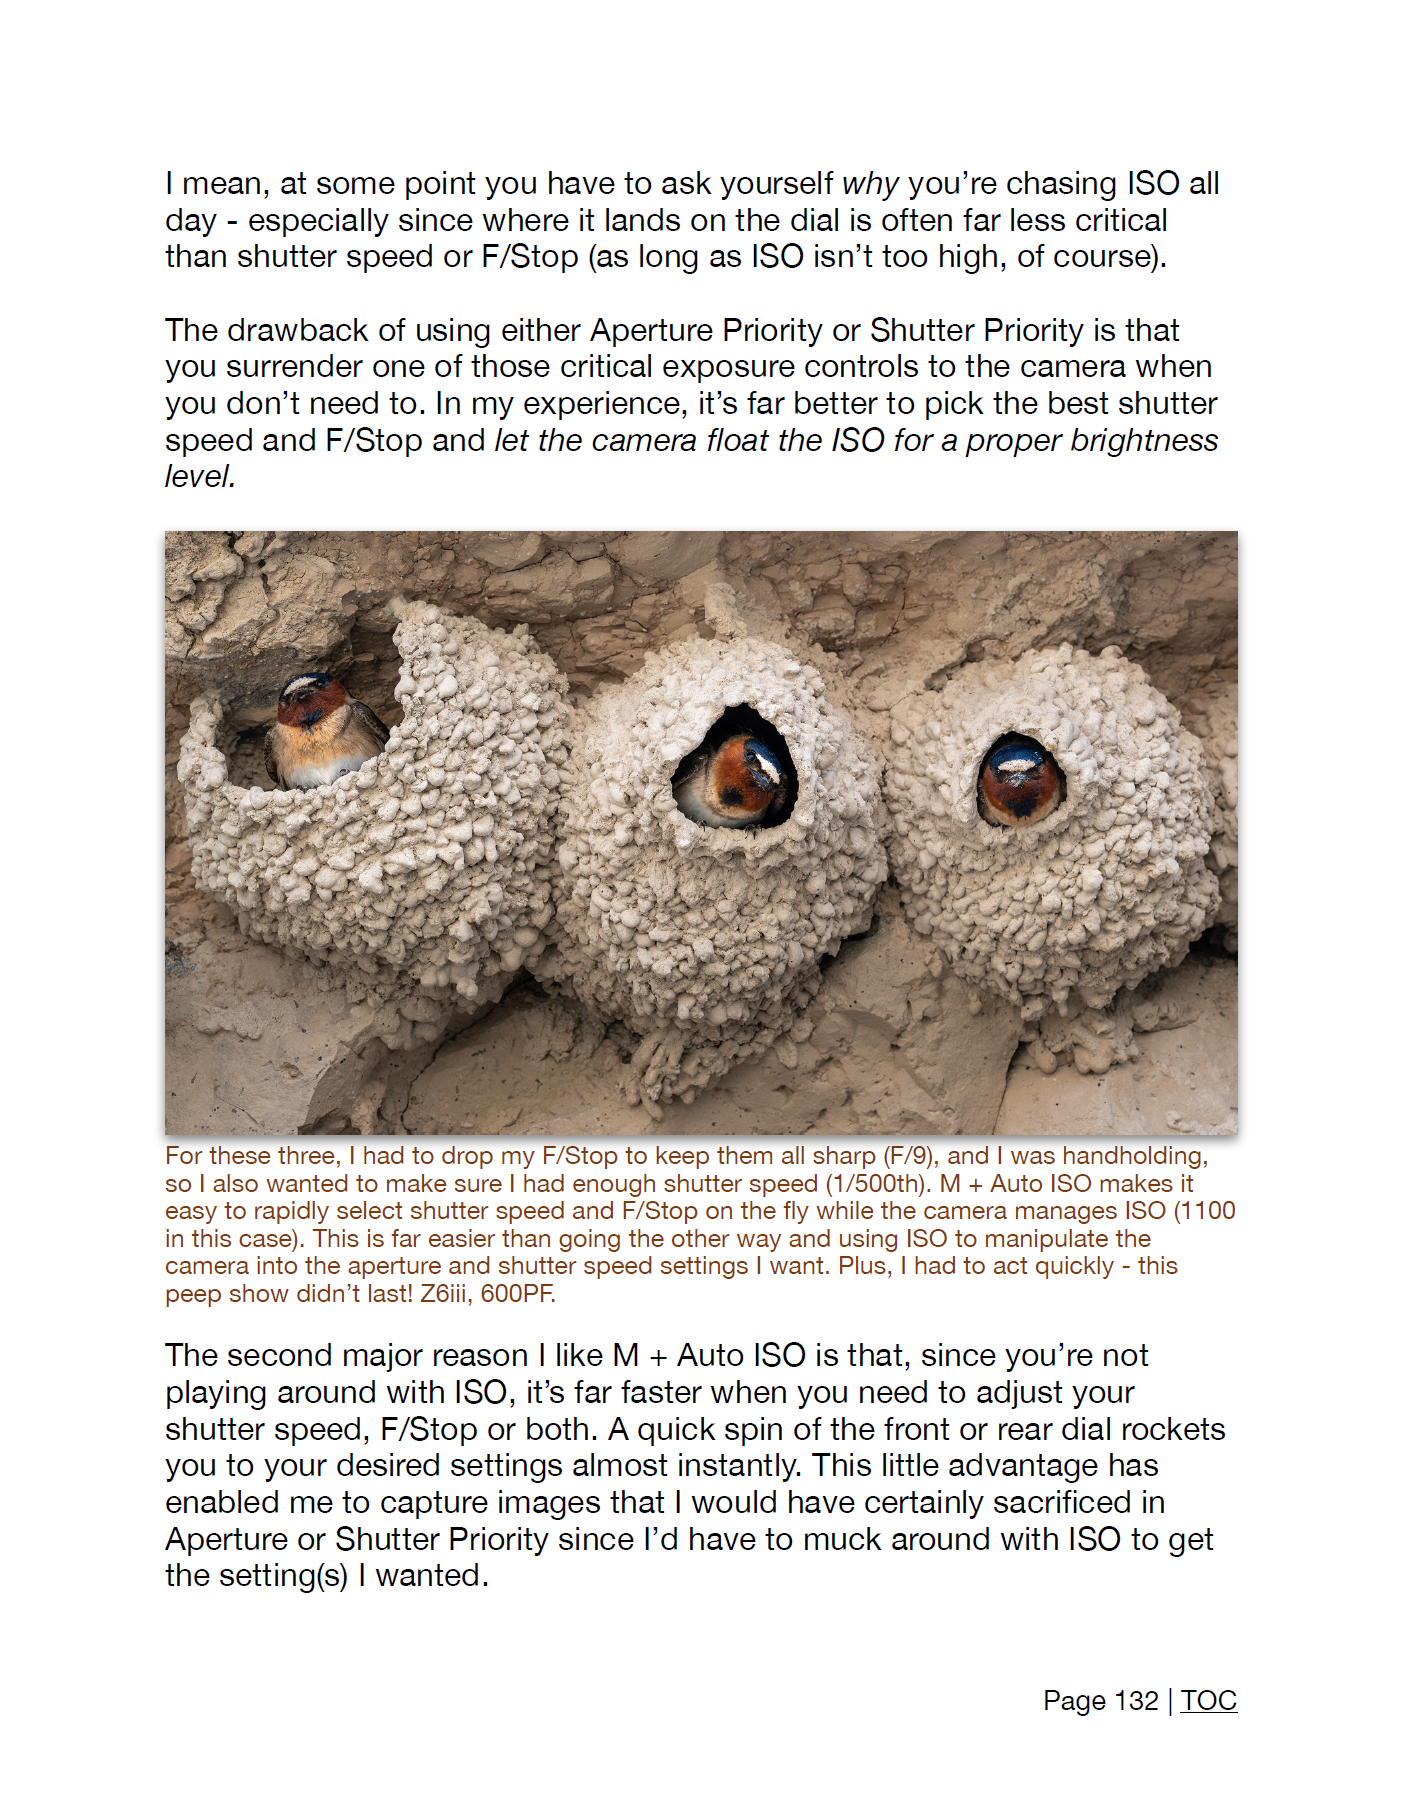 I mean, at some point you have to ask yourself why you’re chasing ISO all
day - especially since where it lands on the dial is often far less critical
than shutter speed or F/Stop (as long as ISO isn’t too high, of course).
The drawback of using either Aperture Priority or Shutter Priority is that
you surrender one of those critical exposure controls to the camera when
you don’t need to. In my experience, it’s far better to pick the best shutter
speed and F/Stop and let the camera float the ISO for a proper brightness
level.
For these three, I had to drop my F/Stop to keep them all sharp (F/9), and I was handholding,
so I also wanted to make sure I had enough shutter speed (1/500th). M + Auto ISO makes it
easy to rapidly select shutter speed and F/Stop on the fly while the camera manages ISO (1100
in this case). This is far easier than going the other way and using ISO to manipulate the
camera into the aperture and shutter speed settings I want. Plus, I had to act quickly - this
peep show didn’t last! Z6iii, 600PF.
The second major reason I like M + Auto ISO is that, since you’re not
playing around with ISO, it’s far faster when you need to adjust your
shutter speed, F/Stop or both. A quick spin of the front or rear dial rockets
you to your desired settings almost instantly. This little advantage has
enabled me to capture images that I would have certainly sacrificed in
Aperture or Shutter Priority since I’d have to muck around with ISO to get
the setting(s) I wanted.
Page 132 | TOC